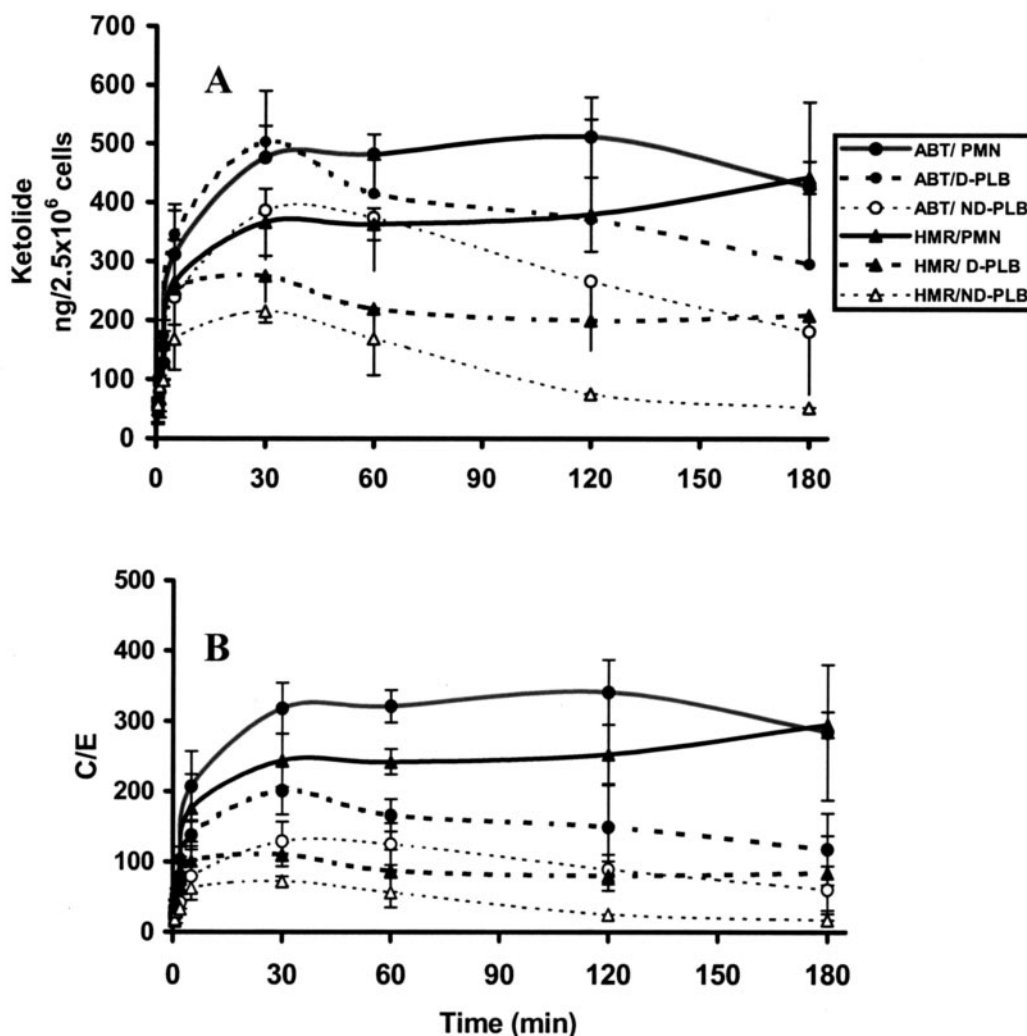 A
Ketolide
ng/2.5x10⁶ cells
700
600
500
400
300
200
100
0
0 30 60 90 120 150 180
ABT/ PMN
ABT/D-PLB
ABT/ ND-PLB
HMR/PMN
HMR/ D-PLB
HMR/ND-PLB
B
C/E
500
400
300
200
100
0
0 30 60 90 120 150 180
Time (min)